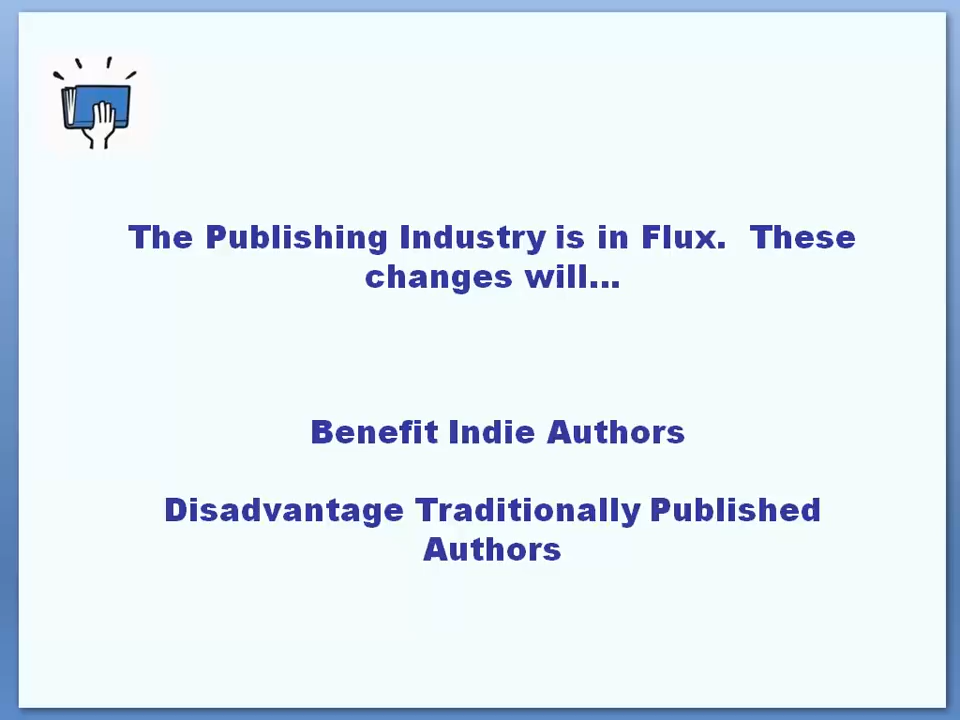 The Publishing Industry is in Flux.  These
changes will...
Benefit Indie Authors
Disadvantage Traditionally Published
Authors